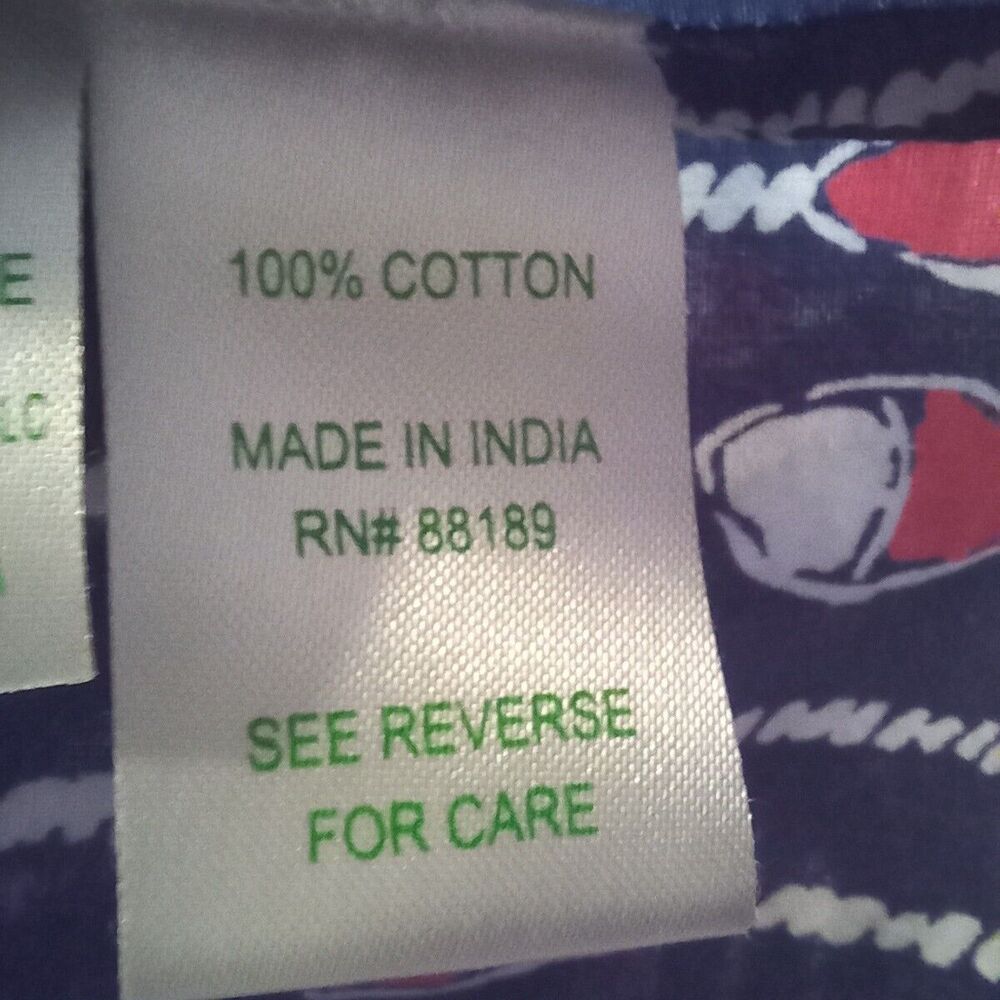 100% COTTON
MADE IN INDIA
RN# 88189
SEE REVERSE
FOR CARE